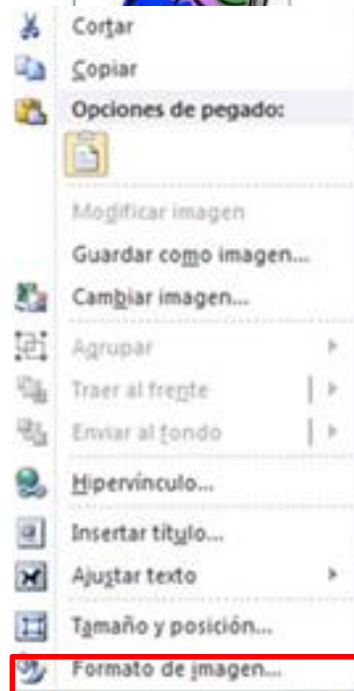 Cortar
Copiar
Opciones de pegado:
Modificar imagen
Guardar como imagen...
Cambiar imagen...
Agrupar
Traer al frente
Enviar al fondo
Hipervínculo...
Insertar título...
Ajustar texto
Tamaño y posición...
Formato de imagen...